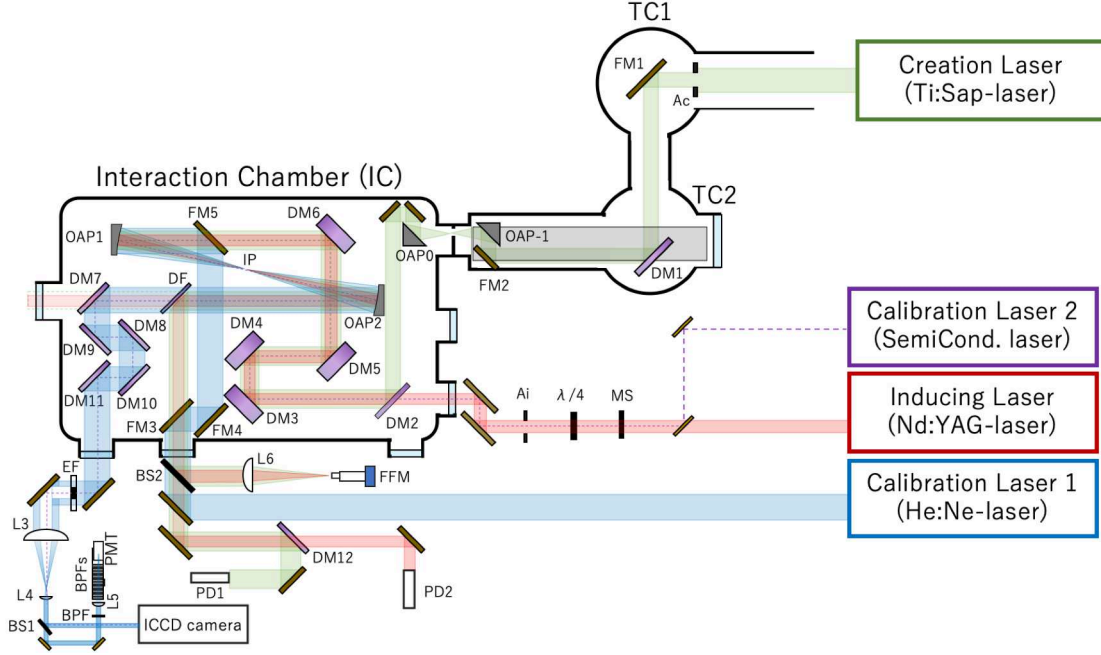 TC1
Creation Laser
(Ti:Sap-laser)
FM1
Ac
Interaction Chamber (IC)
TC2
FM5
DM6
OAP1
OAP0
OAP-1
IP
DM1
FM2
DM7
DF
OAP2
Calibration Laser 2
(SemiCond. laser)
DM8
DM4
DM9
DM5
DM11
DM10
DM3
DM2
Ai
λ/4
MS
Inducing Laser
(Nd:YAG-laser)
FM3
FM4
EF
BS2
L6
FFM
Calibration Laser 1
(He:Ne-laser)
L3
DM12
BPFs
PMT
PD1
PD2
L4
L5
BPF
BS1
ICCD camera